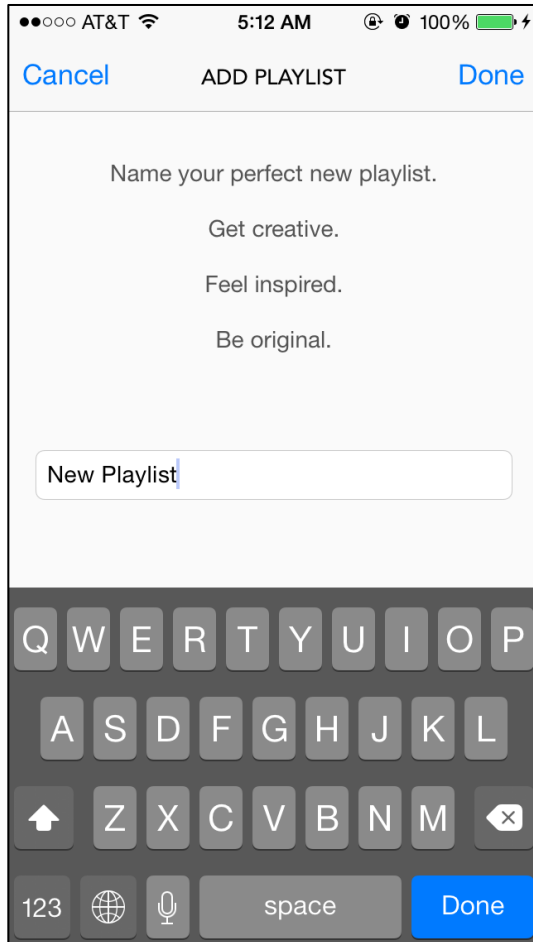 AT&T 5:12 AM 100%
Cancel ADD PLAYLIST Done
Name your perfect new playlist.
Get creative.
Feel inspired.
Be original.
New Playlist
Q W E R T Y U I O P
A S D F G H J K L
Z X C V B N M
123 space Done